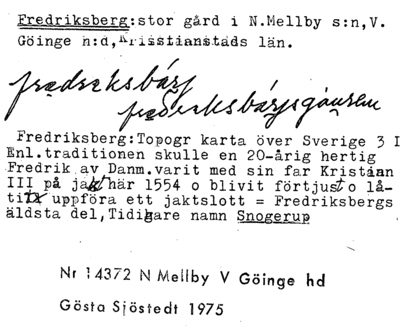 Fredriksberg:stor gård i N.Mellby s:n,V.
Göinge h:d,Kristianstads län.
fredreksbárj
fredreksbárjsgåuren
Fredriksberg:Topogr karta över Sverige 3 I
Enl.traditionen skulle en 20-årig hertig
Fredrik av Danm.varit med sin far Kristian
III på jakt här 1554 o blivit förtjust o lå-
tit uppföra ett jaktslott = Fredriksbergs
äldsta del,Tidigare namn Snogerup
Nr 14372 N Mellby V Göinge hd
Gösta Sjöstedt 1975